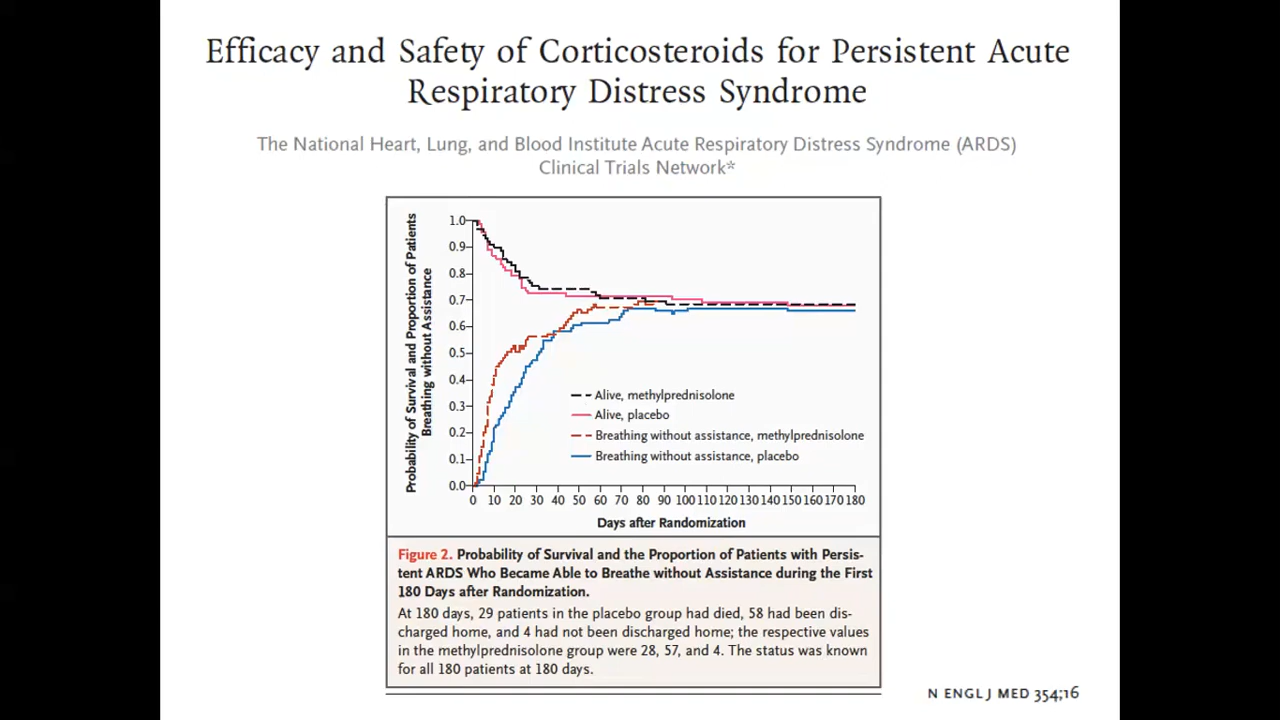 Efficacy and Safety of Corticosteroids for Persistent Acute
Respiratory Distress Syndrome
The National Heart, Lung, and Blood Institute Acute Respiratory Distress Syndrome (ARDS)
Clinical Trials Network*
Probability of Survival and Proportion of Patients
Breathing without Assistance
1.0
0.9
0.8
0.7
0.6
0.5
0.4
0.3
0.2
0.1
0.0
Alive, methylprednisolone
Alive, placebo
Breathing without assistance, methylprednisolone
Breathing without assistance, placebo
0 10 20 30 40 50 60 70 80 90 100 110 120 130 140 150 160 170 180
Days after Randomization
Figure 2. Probability of Survival and the Proportion of Patients with Persis-
tent ARDS Who Became Able to Breathe without Assistance during the First
180 Days after Randomization.
At 180 days, 29 patients in the placebo group had died, 58 had been dis-
charged home, and 4 had not been discharged home; the respective values
in the methylprednisolone group were 28, 57, and 4. The status was known
for all 180 patients at 180 days.
N ENGL J MED 354;16